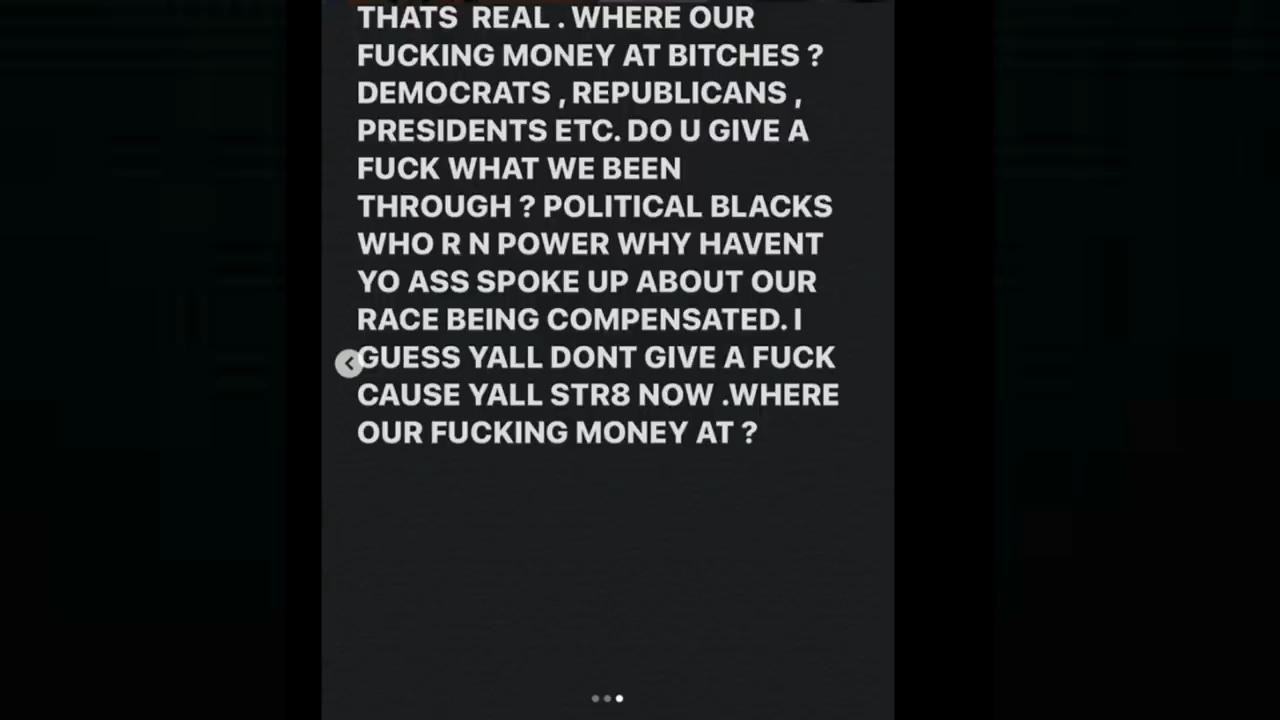 THATS  REAL . WHERE OUR
FUCKING MONEY AT BITCHES ?
DEMOCRATS , REPUBLICANS ,
PRESIDENTS ETC. DO U GIVE A
FUCK WHAT WE BEEN
THROUGH ? POLITICAL BLACKS
WHO R N POWER WHY HAVENT
YO ASS SPOKE UP ABOUT OUR
RACE BEING COMPENSATED. I
GUESS YALL DONT GIVE A FUCK
CAUSE YALL STR8 NOW .WHERE
OUR FUCKING MONEY AT ?